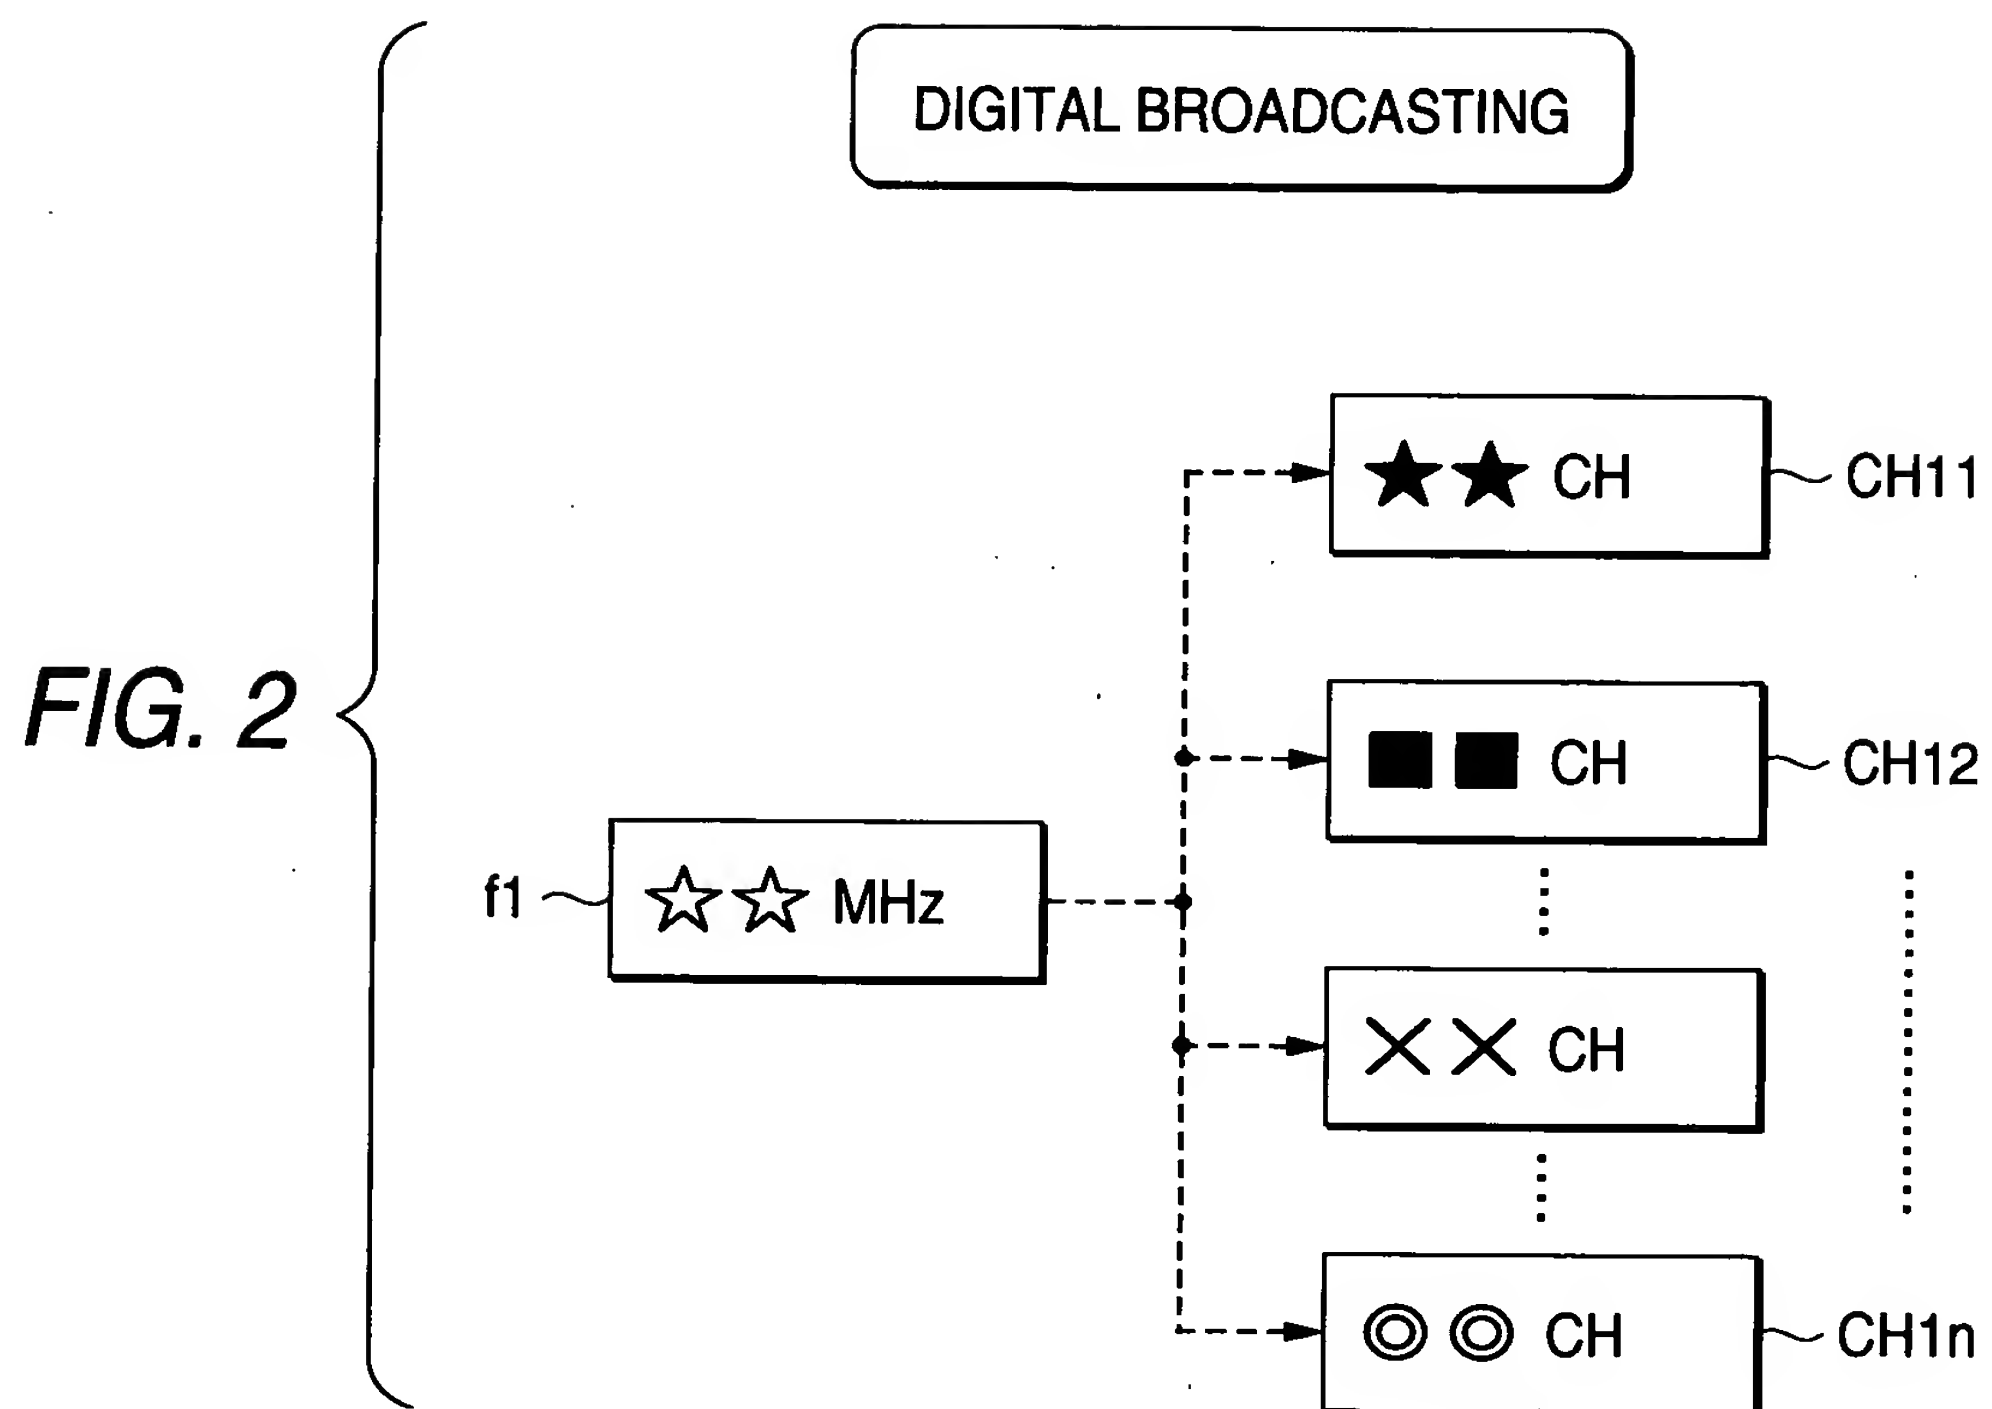 DIGITAL BROADCASTING
FIG. 2
★★ CH
CH11
■■ CH
CH12
f1
☆☆ MHz
×× CH
◎◎ CH
CH1n